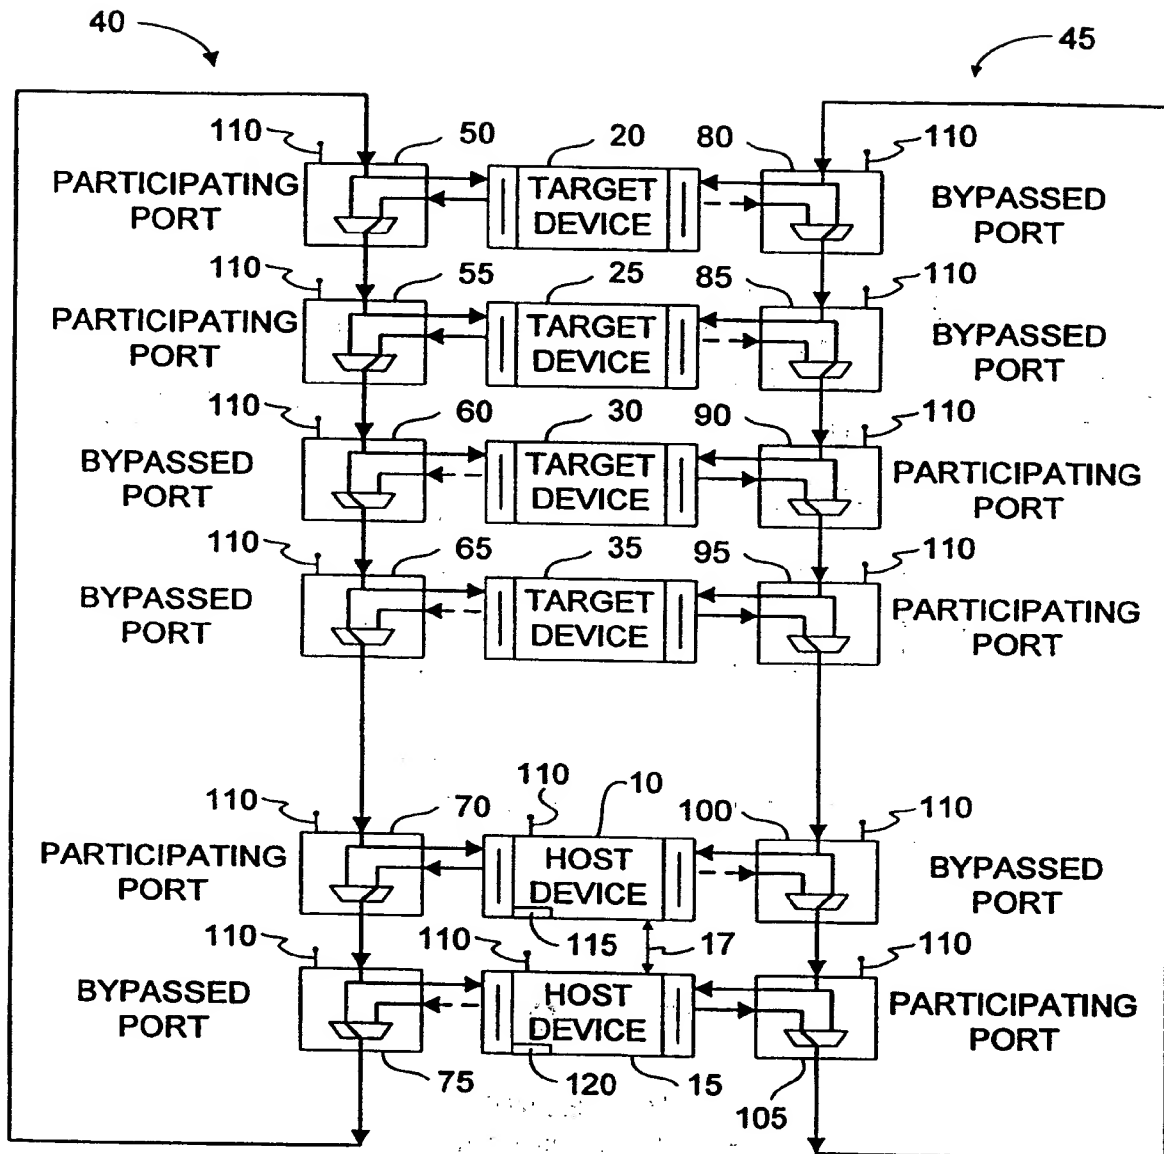 40
45
110
50
20
80
110
PARTICIPATING
PORT
TARGET
DEVICE
BYPASSED
PORT
110
55
25
85
110
PARTICIPATING
PORT
TARGET
DEVICE
BYPASSED
PORT
110
60
30
90
110
BYPASSED
PORT
TARGET
DEVICE
PARTICIPATING
PORT
110
65
35
95
110
BYPASSED
PORT
TARGET
DEVICE
PARTICIPATING
PORT
110
70
110
10
100
110
PARTICIPATING
PORT
HOST
DEVICE
BYPASSED
PORT
110
110
115
17
110
BYPASSED
PORT
HOST
DEVICE
PARTICIPATING
PORT
75
120
15
105